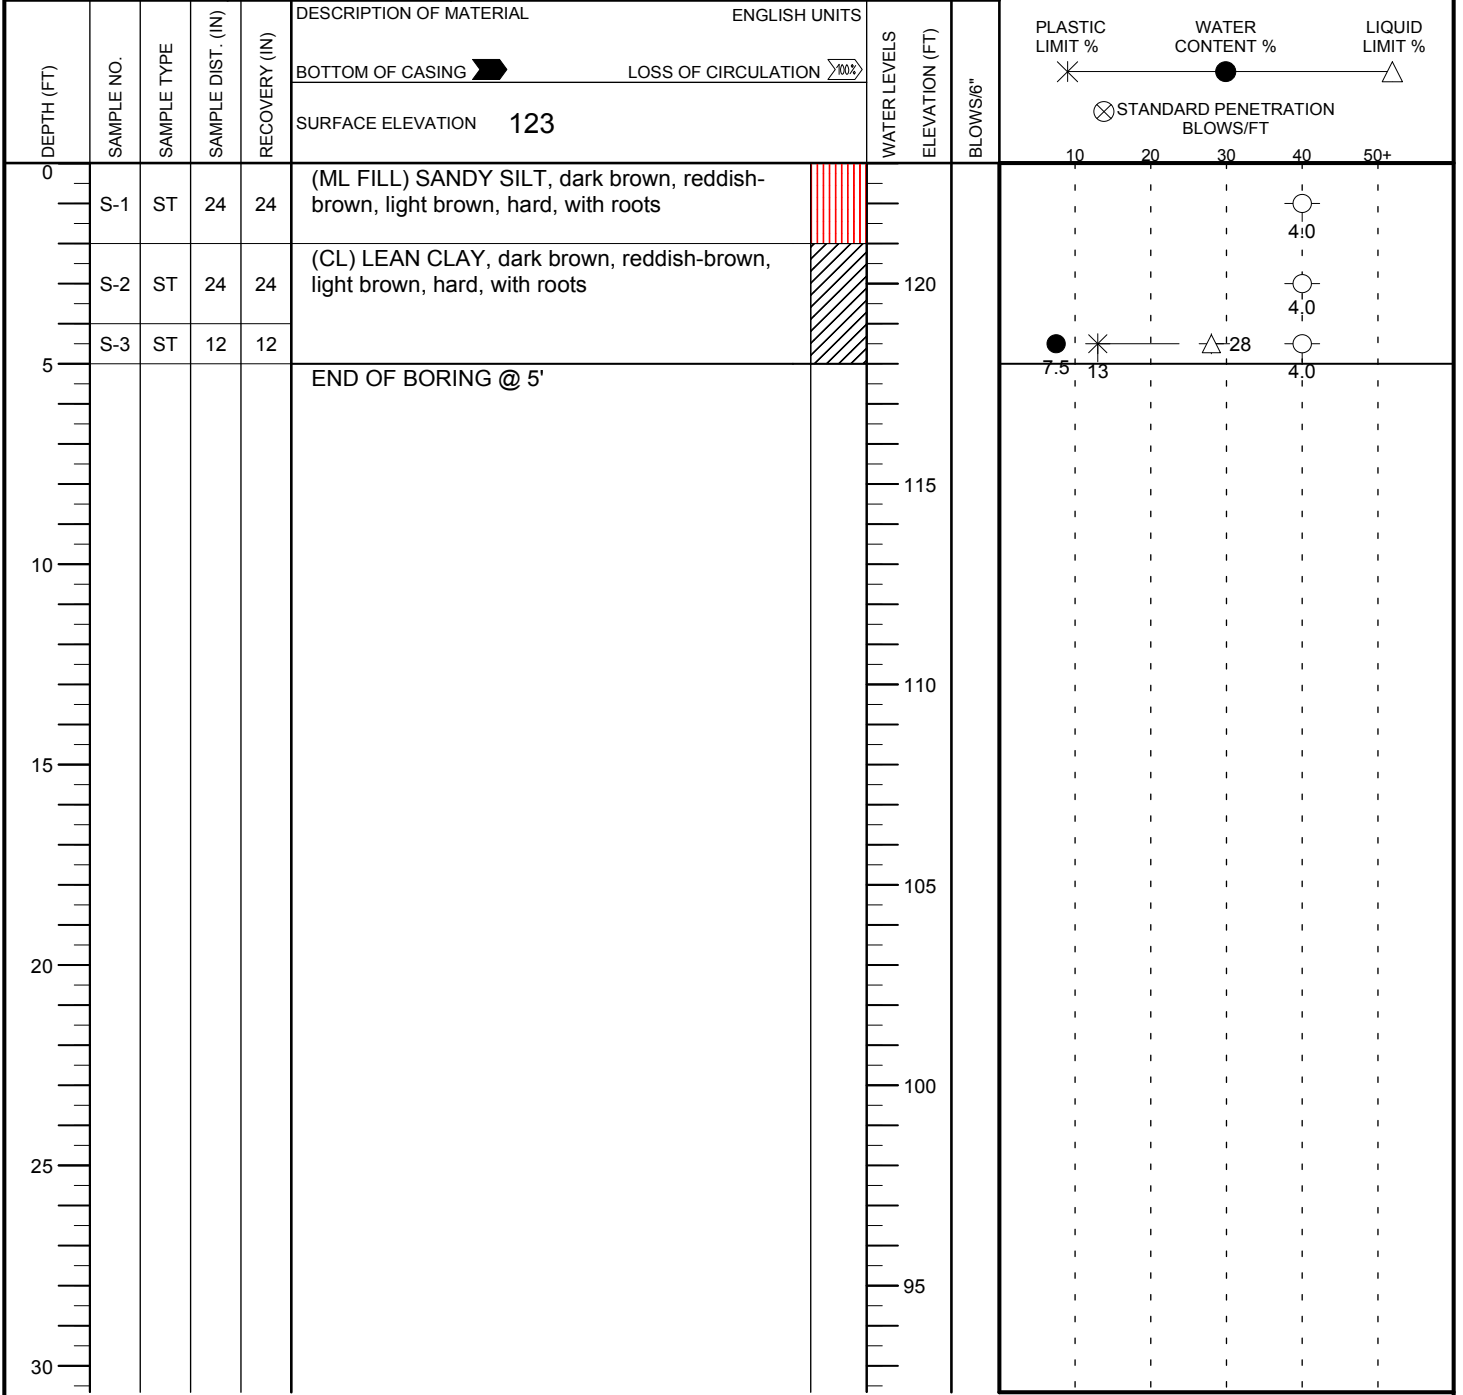 DEPTH (FT)
SAMPLE NO.
SAMPLE TYPE
SAMPLE DIST. (IN)
RECOVERY (IN)
DESCRIPTION OF MATERIAL ENGLISH UNITS
BOTTOM OF CASING LOSS OF CIRCULATION 100%
SURFACE ELEVATION 123
WATER LEVELS
ELEVATION (FT)
BLOWS/6"
PLASTIC LIMIT %
WATER CONTENT %
LIQUID LIMIT %
STANDARD PENETRATION
BLOWS/FT
10 20 30 40 50+
0
S-1 ST 24 24
(ML FILL) SANDY SILT, dark brown, reddish-
brown, light brown, hard, with roots
4.0
S-2 ST 24 24
(CL) LEAN CLAY, dark brown, reddish-brown,
light brown, hard, with roots
120
4.0
S-3 ST 12 12
28
7.5 13 4.0
5
END OF BORING @ 5'
115
10
110
15
105
20
100
25
95
30